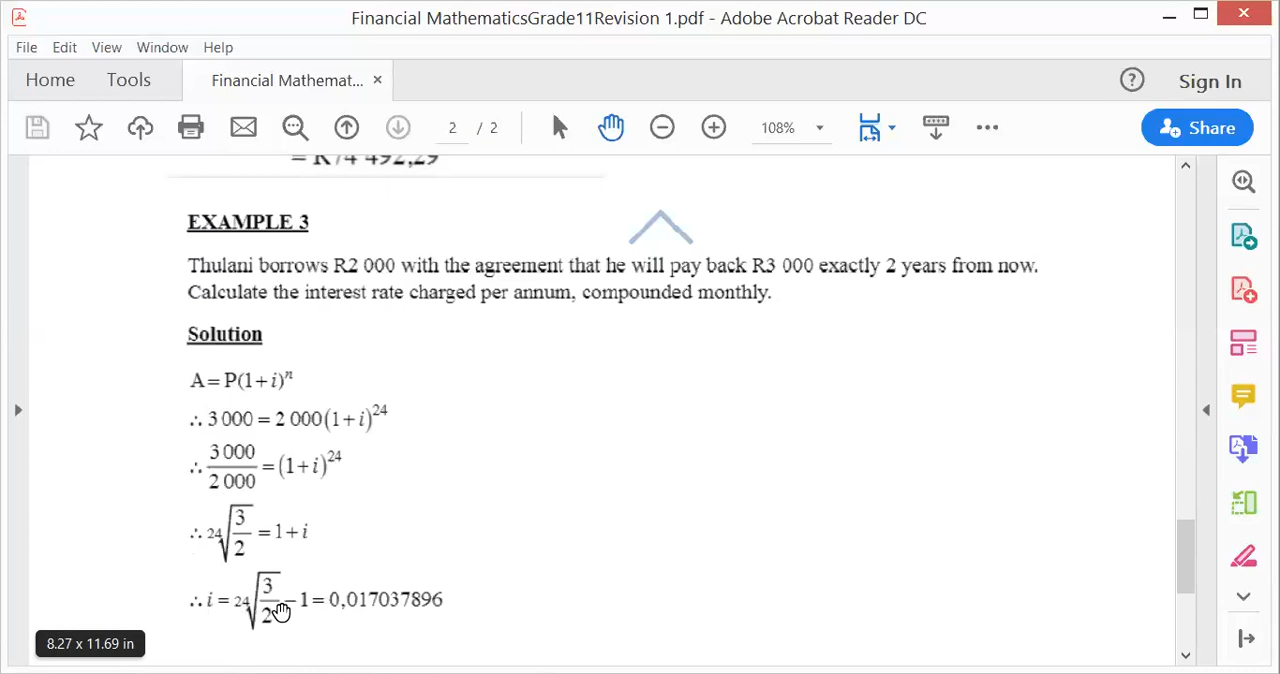 Financial MathematicsGrade11Revision 1.pdf - Adobe Acrobat Reader DC
File Edit View Window Help
Home Tools Financial Mathemat... × ? Sign In
2 / 2 108% Share
= R74 492,29
EXAMPLE 3
Thulani borrows R2 000 with the agreement that he will pay back R3 000 exactly 2 years from now.
Calculate the interest rate charged per annum, compounded monthly.
Solution
A = P(1+i)ⁿ
∴ 3 000 = 2 000(1+i)²⁴
∴ 3 000/2 000 = (1+i)²⁴
∴ ²⁴√(3/2) = 1+i
∴ i = ²⁴√(3/2) − 1 = 0,017037896
8.27 x 11.69 in